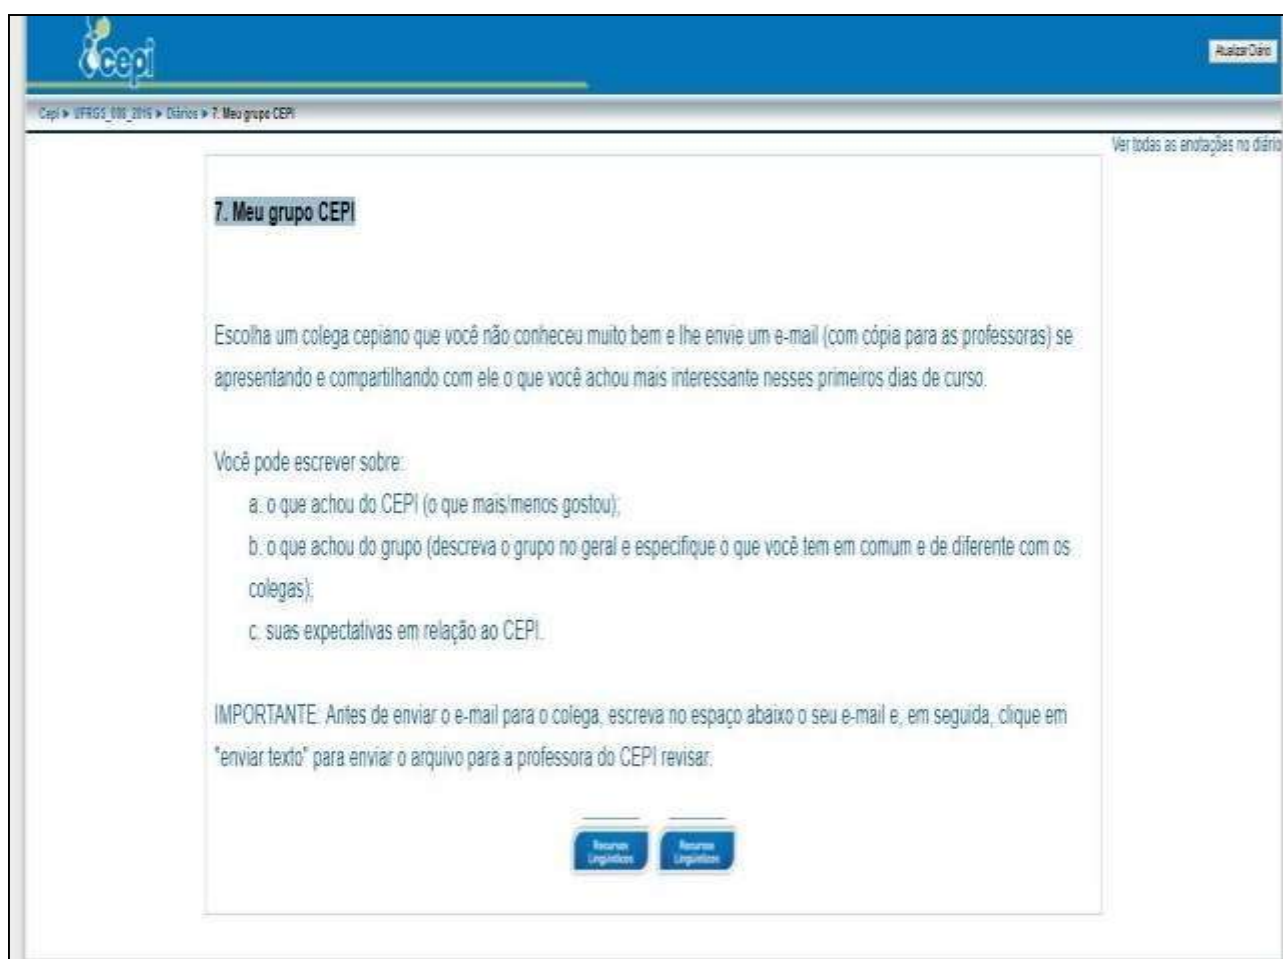 cepi
Atualizar Diário
Cepi ► UFRGS_ _2016 ► Diários ► 7. Meu grupo CEPI
Ver todas as anotações no diário
7. Meu grupo CEPI
Escolha um colega cepiano que você não conheceu muito bem e lhe envie um e-mail (com cópia para as professoras) se
apresentando e compartilhando com ele o que você achou mais interessante nesses primeiros dias de curso.
Você pode escrever sobre:
a. o que achou do CEPI (o que mais/menos gostou);
b. o que achou do grupo (descreva o grupo no geral e especifique o que você tem em comum e de diferente com os
colegas);
c. suas expectativas em relação ao CEPI.
IMPORTANTE: Antes de enviar o e-mail para o colega, escreva no espaço abaixo o seu e-mail e, em seguida, clique em
"enviar texto" para enviar o arquivo para a professora do CEPI revisar.
Recursos Recursos
Lingüísticos Lingüísticos